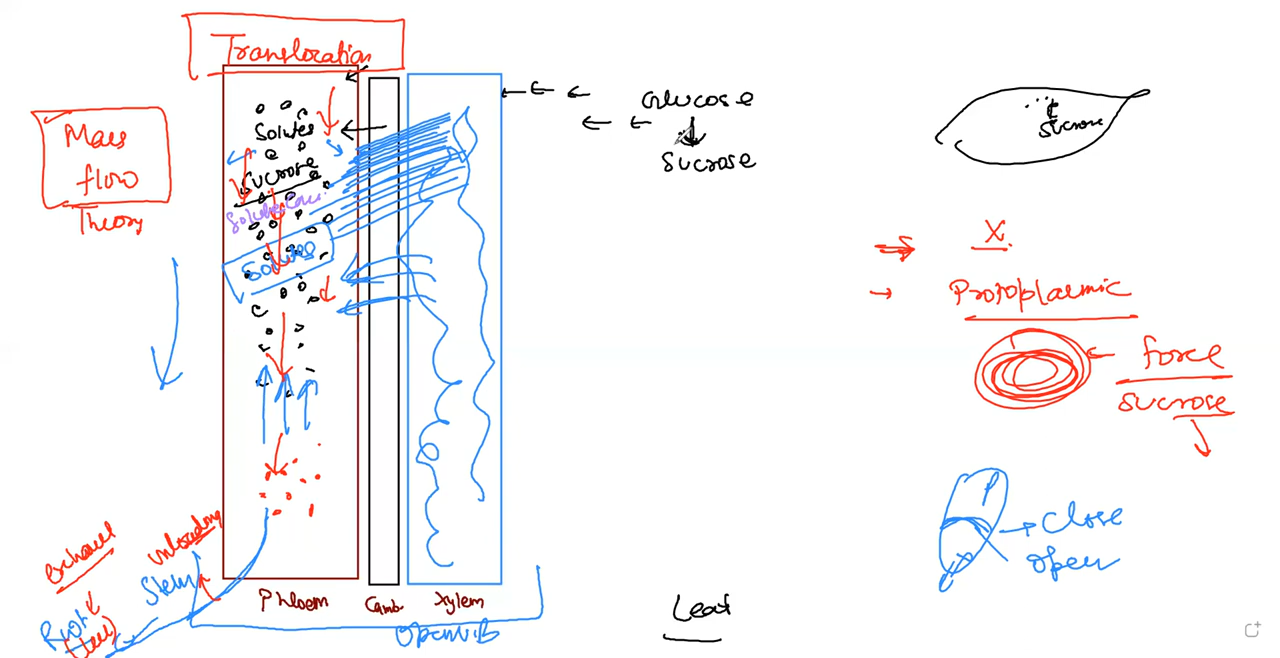 Translocation
Mass
flow
Theory
Solutes
Sucrose
Solutes
Glucose
Sucrose
Sucrose
X.
Protoplasmic
force
sucrose
P
close
open
unloading
Stem
Root
Phloem
Camb.
Xylem
Open VB
Leaf